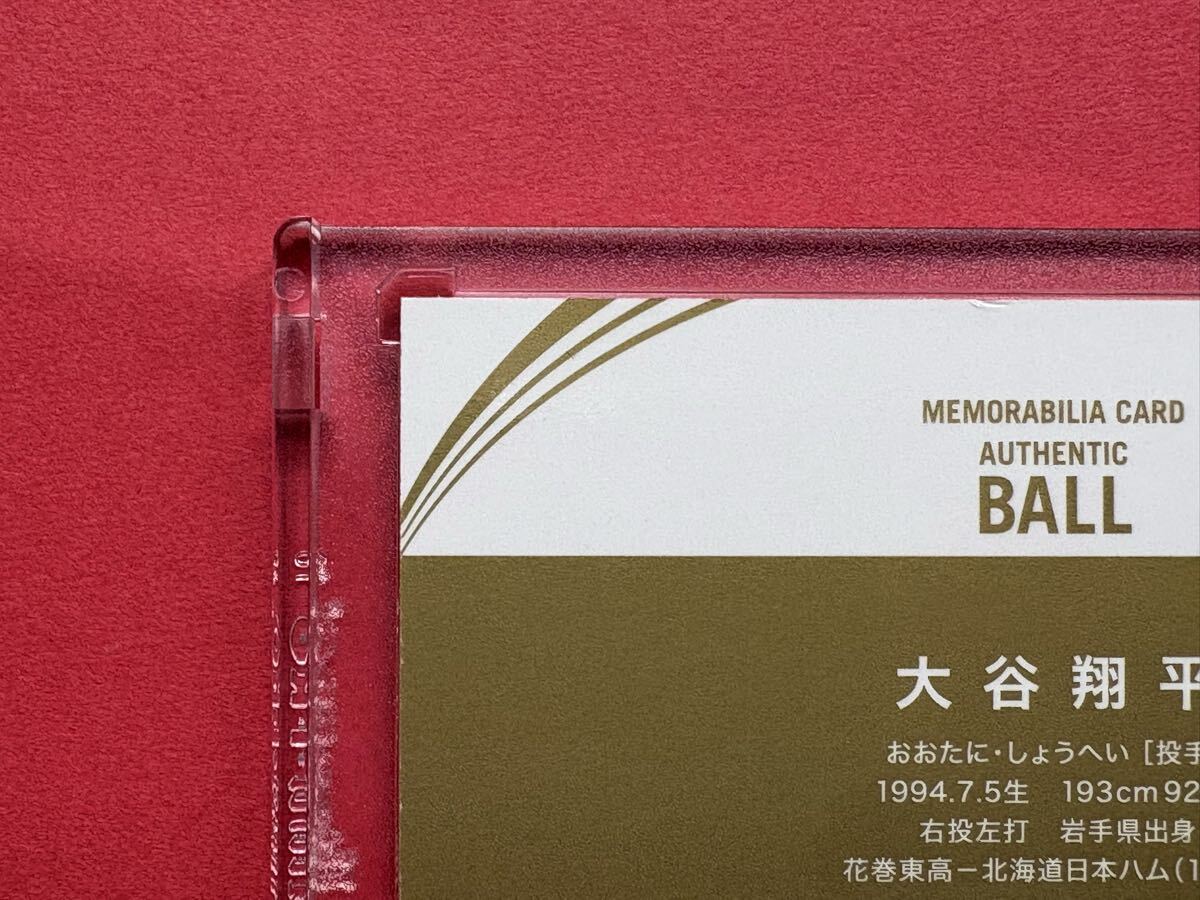 MEMORABILIA CARD
AUTHENTIC
BALL
大谷翔平
おおたに・しょうへい [投手
1994.7.5生 193cm 92
右投左打 岩手県出身
花巻東高－北海道日本ハム(1